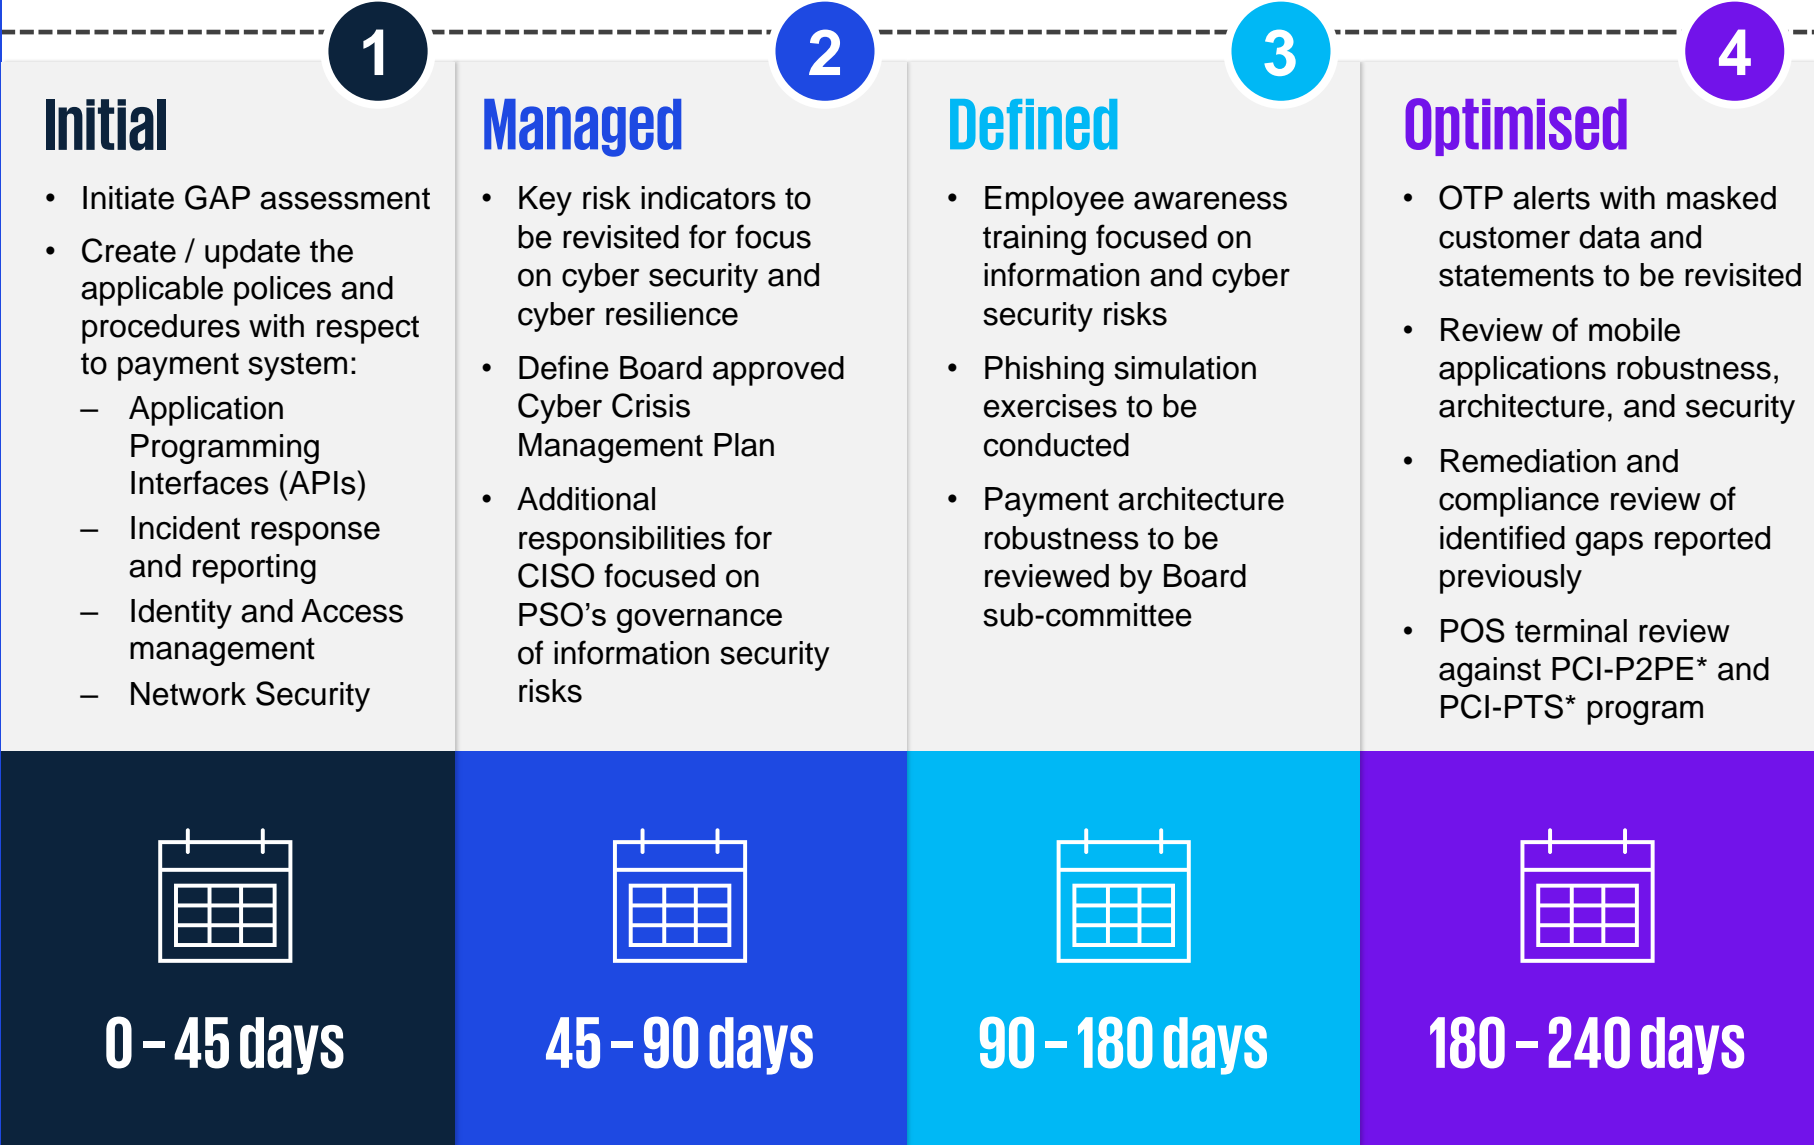 1
Initial
• Initiate GAP assessment
• Create / update the
applicable polices and
procedures with respect
to payment system:
– Application
Programming
Interfaces (APIs)
– Incident response
and reporting
– Identity and Access
management
– Network Security
0 – 45 days
2
Managed
• Key risk indicators to
be revisited for focus
on cyber security and
cyber resilience
• Define Board approved
Cyber Crisis
Management Plan
• Additional
responsibilities for
CISO focused on
PSO’s governance
of information security
risks
45 – 90 days
3
Defined
• Employee awareness
training focused on
information and cyber
security risks
• Phishing simulation
exercises to be
conducted
• Payment architecture
robustness to be
reviewed by Board
sub-committee
90 – 180 days
4
Optimised
• OTP alerts with masked
customer data and
statements to be revisited
• Review of mobile
applications robustness,
architecture, and security
• Remediation and
compliance review of
identified gaps reported
previously
• POS terminal review
against PCI-P2PE* and
PCI-PTS* program
180 – 240 days